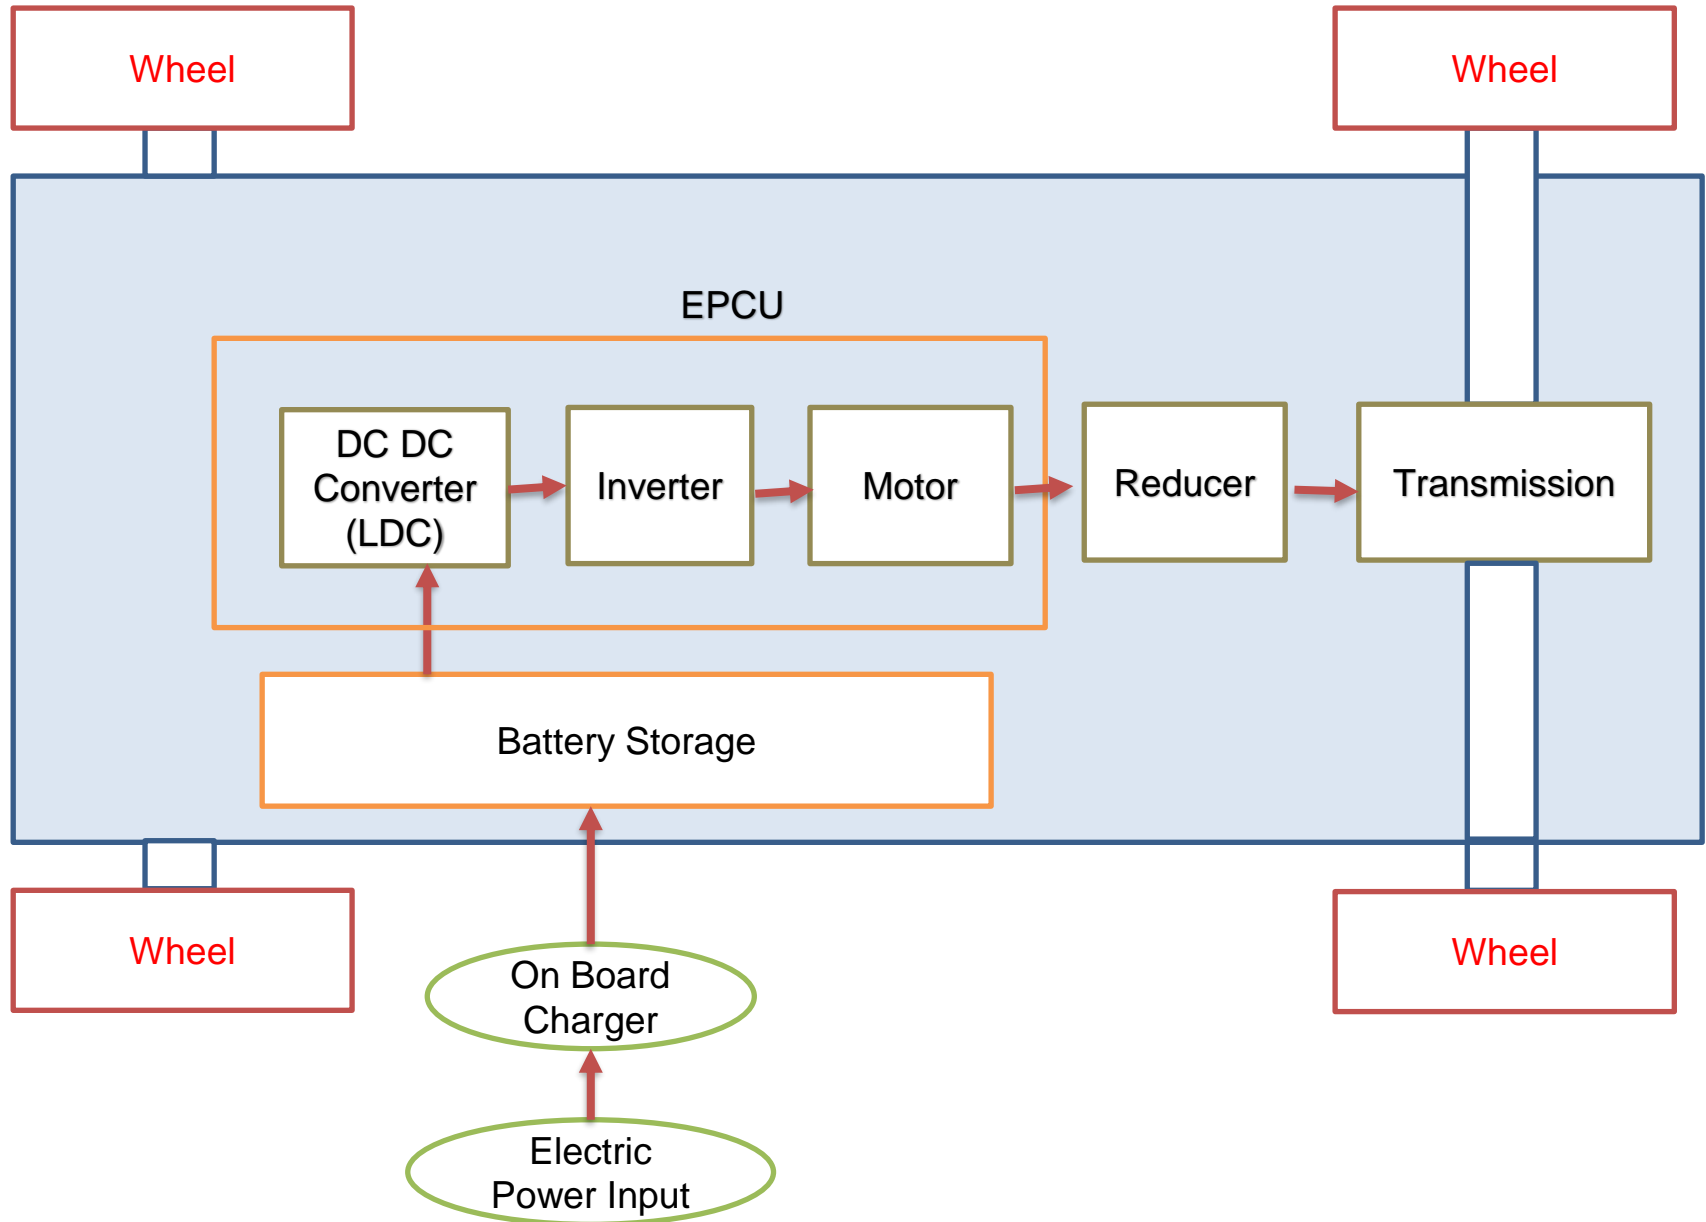 Wheel
Wheel
EPCU
DC DC
Converter
(LDC)
Inverter
Motor
Reducer
Transmission
Battery Storage
Wheel
Wheel
On Board
Charger
Electric
Power Input